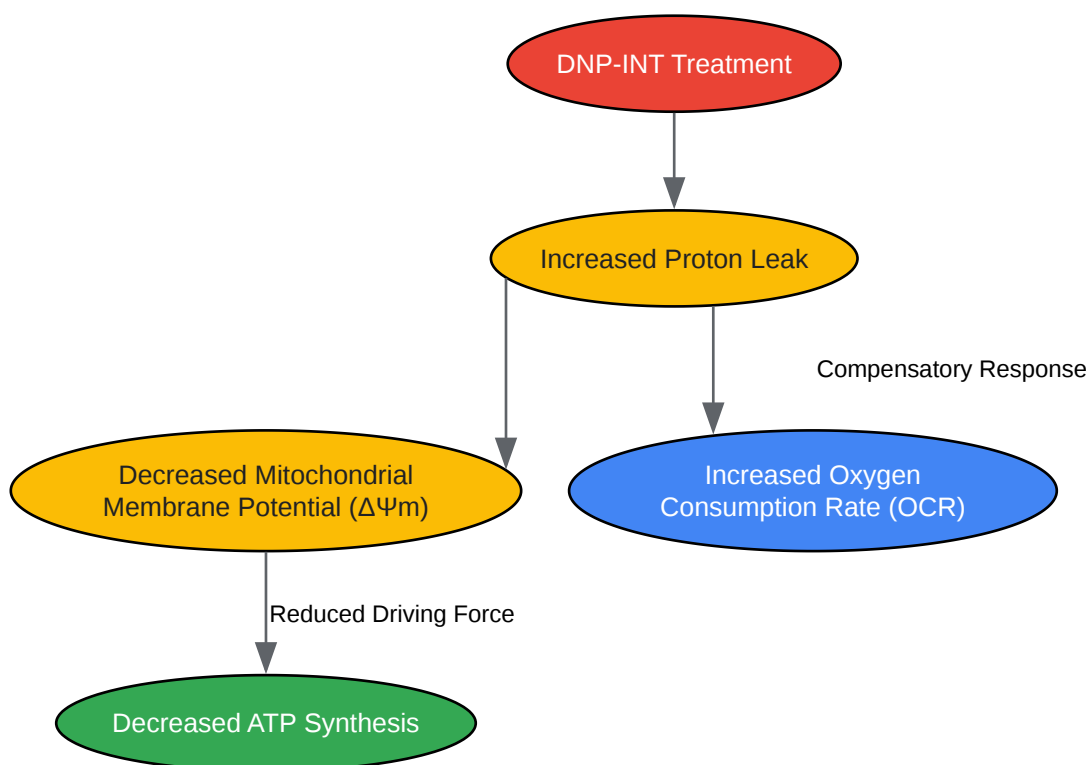 DNP-INT Treatment
Increased Proton Leak
Compensatory Response
Decreased Mitochondrial
Membrane Potential (ΔΨm)
Increased Oxygen
Consumption Rate (OCR)
Reduced Driving Force
Decreased ATP Synthesis